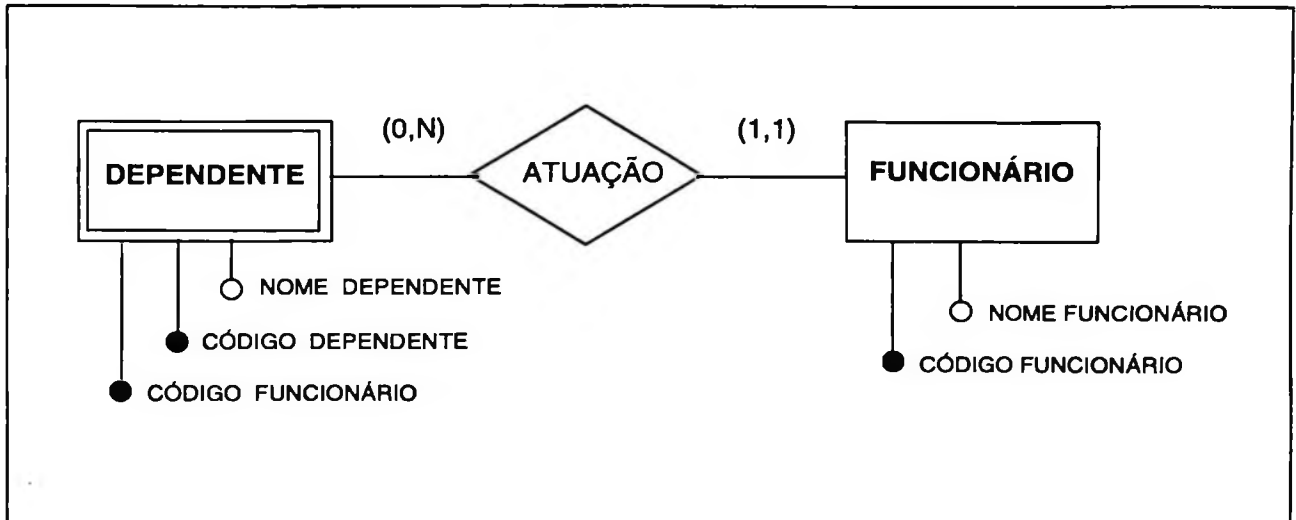 (0,N)
(1,1)
DEPENDENTE
ATUAÇÃO
FUNCIONÁRIO
NOME DEPENDENTE
CÓDIGO DEPENDENTE
CÓDIGO FUNCIONÁRIO
NOME FUNCIONÁRIO
CÓDIGO FUNCIONÁRIO